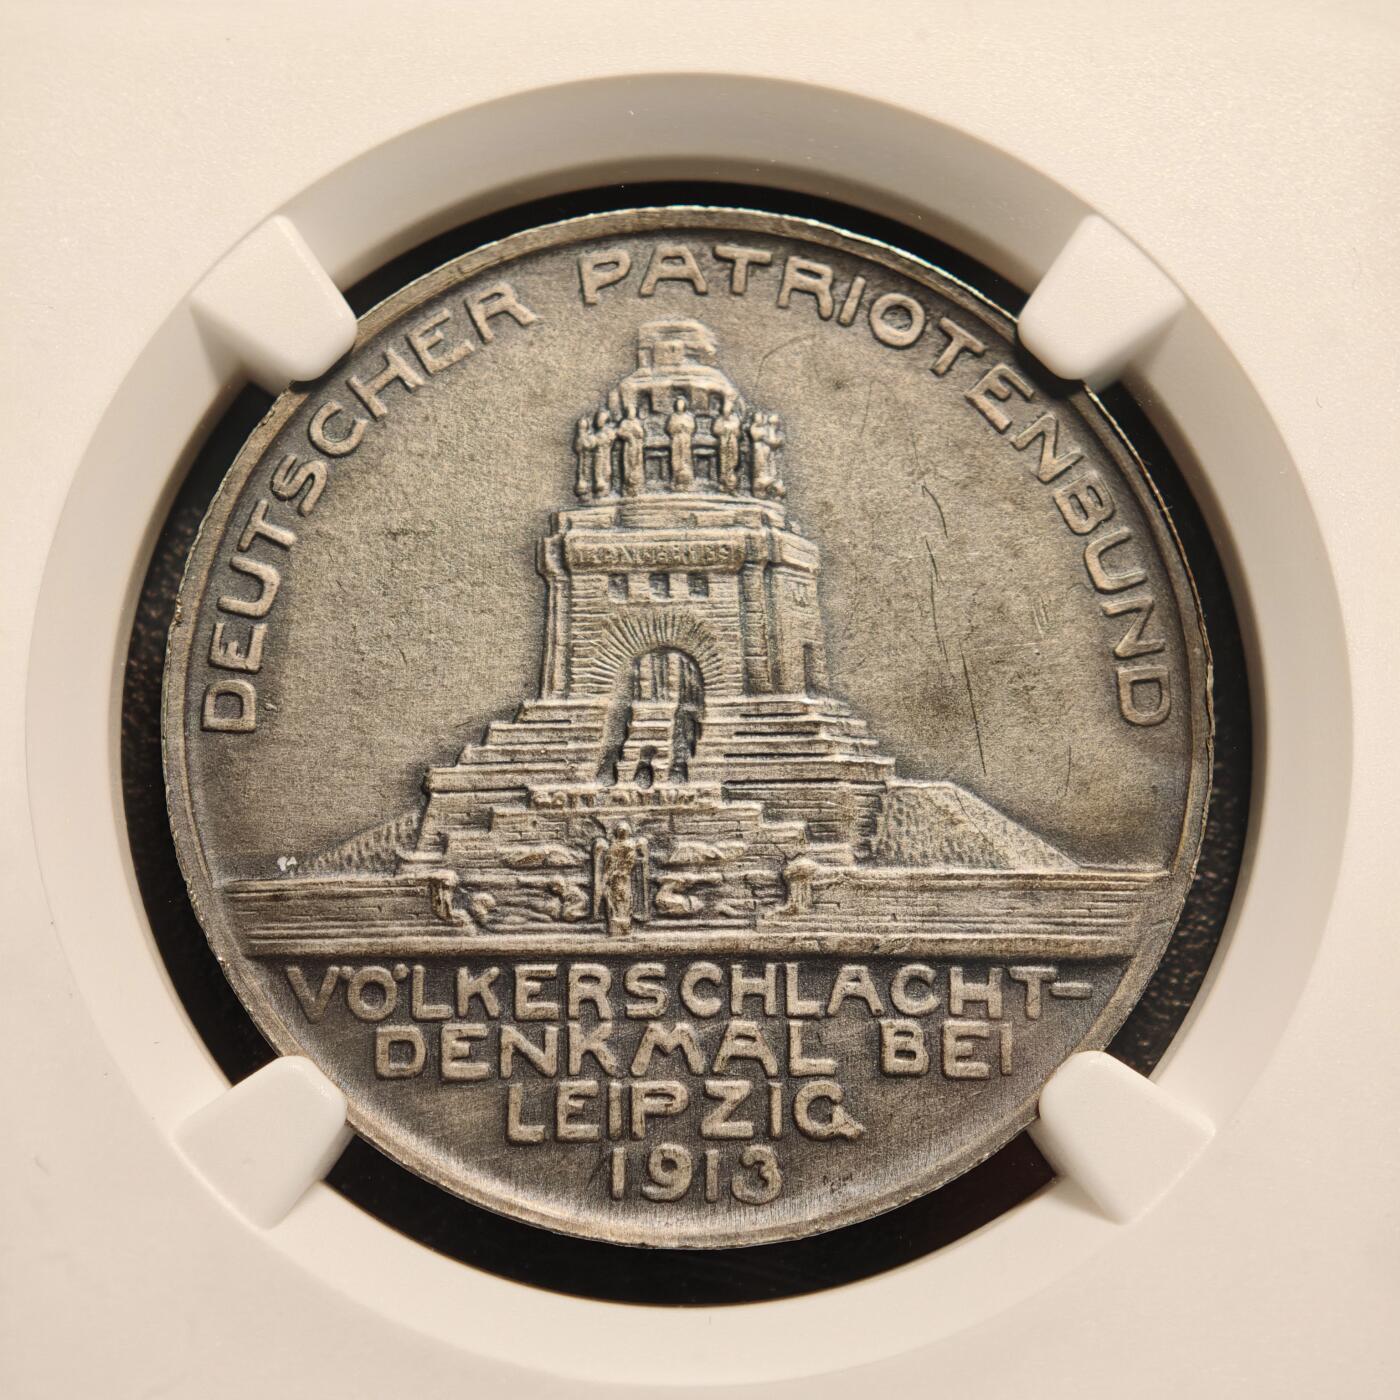 DEUTSCHER PATRIOTENBUND
VÖLKERSCHLACHT-
DENKMAL BEI
LEIPZIG
1913